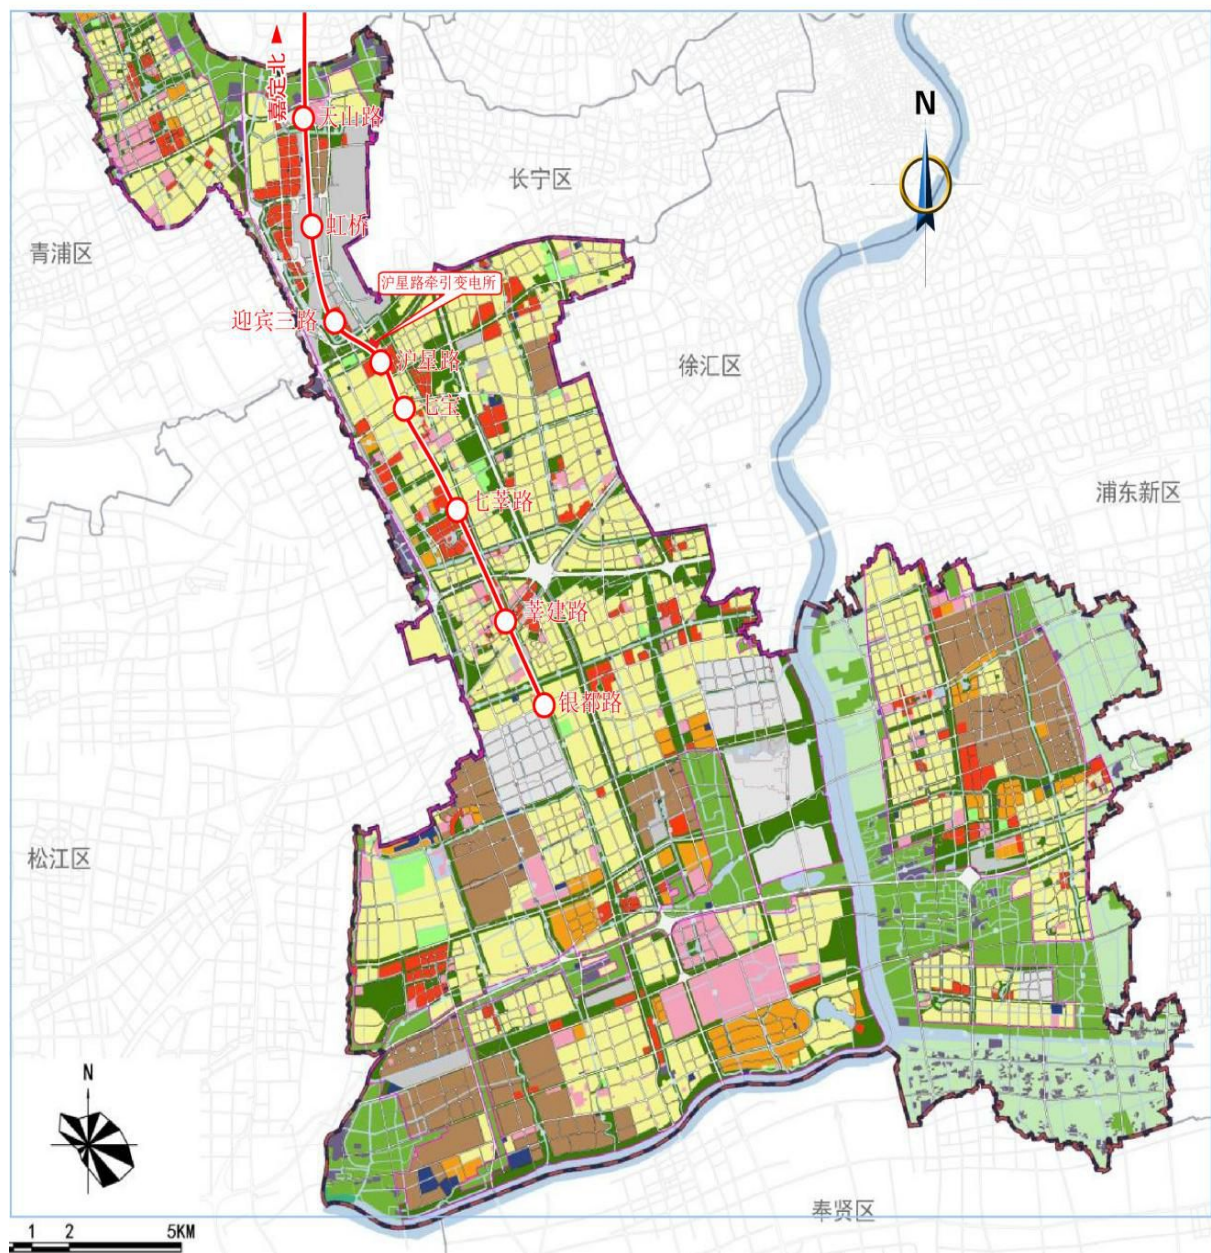 嘉定北
天山路
N
长宁区
虹桥
青浦区
沪星路牵引变电所
迎宾三路
沪星路
徐汇区
七宝
浦东新区
七莘路
莘建路
银都路
松江区
N
奉贤区
1 2 5KM